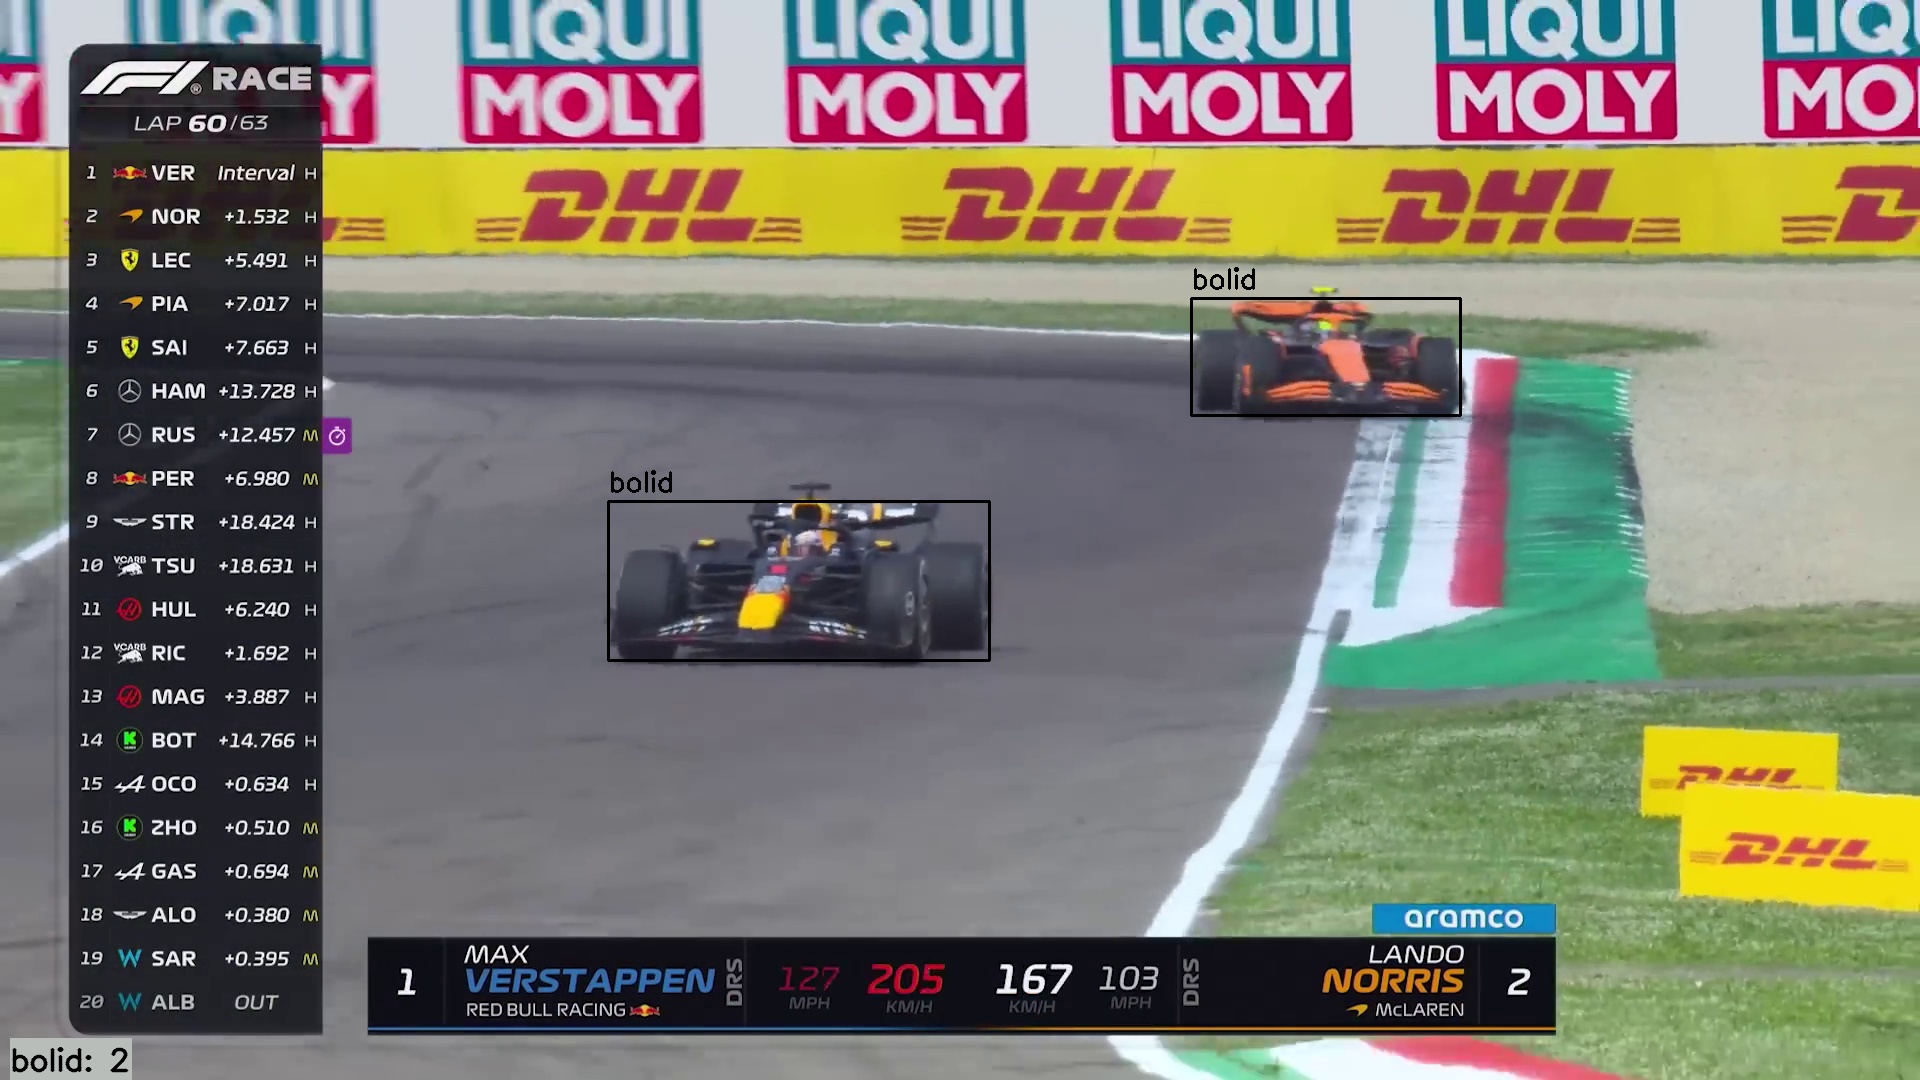 LIQUI LIQUI LIQUI LIQUI LIQUI LIQ
MOLY MOLY MOLY MOLY MO
F1® RACE
LAP 60/63
DHL DHL DHL
1 VER Interval H
2 NOR +1.532 H
3 LEC +5.491 H
4 PIA +7.017 H
5 SAI +7.663 H
6 HAM +13.728 H
7 RUS +12.457 M
8 PER +6.980 M
9 STR +18.424 H
10 VCARB TSU +18.631 H
11 HUL +6.240 H
12 VCARB RIC +1.692 H
13 MAG +3.887 H
14 K BOT +14.766 H
15 OCO +0.634 H
16 K ZHO +0.510 M
17 GAS +0.694 M
18 ALO +0.380 M
19 W SAR +0.395 M
20 W ALB OUT
bolid
bolid
DHL
DHL
aramco
1 MAX VERSTAPPEN
RED BULL RACING
DRS
127 MPH
205 KM/H
167 KM/H
103 MPH
DRS
LANDO NORRIS 2
McLAREN
bolid: 2